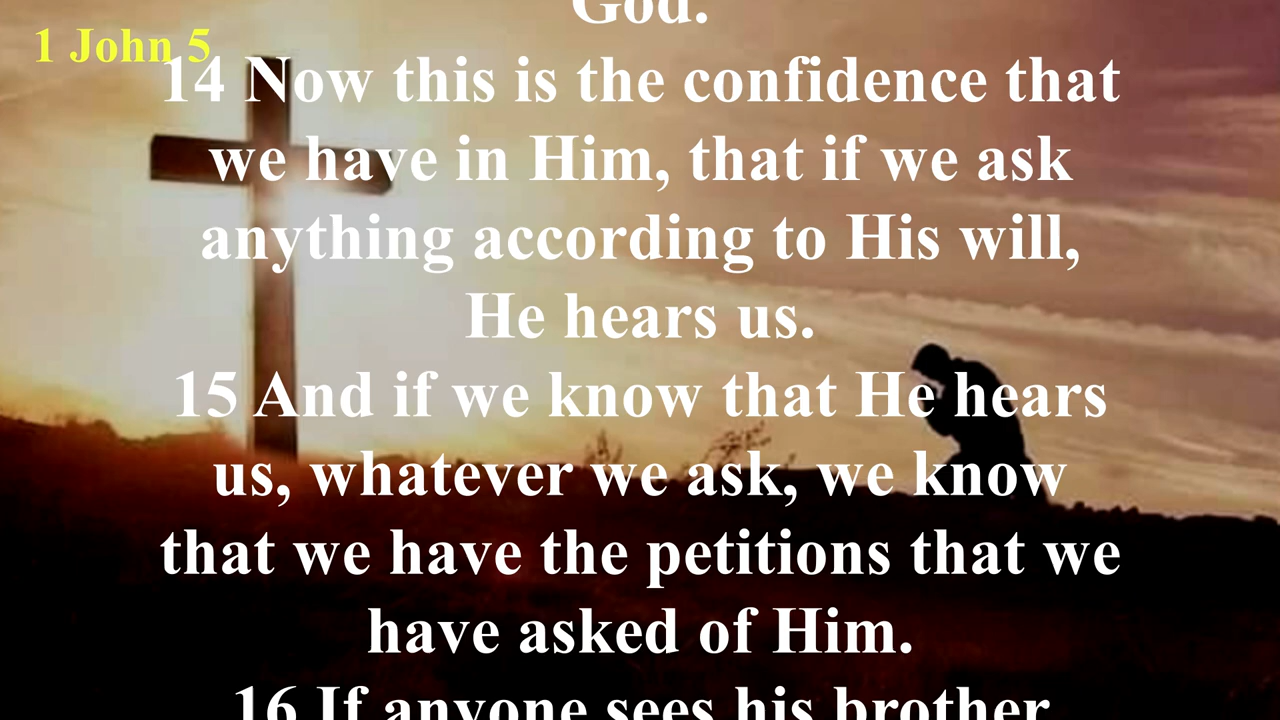 God.
1 John 5
14 Now this is the confidence that
we have in Him, that if we ask
anything according to His will,
He hears us.
15 And if we know that He hears
us, whatever we ask, we know
that we have the petitions that we
have asked of Him.
16 If anyone sees his brother